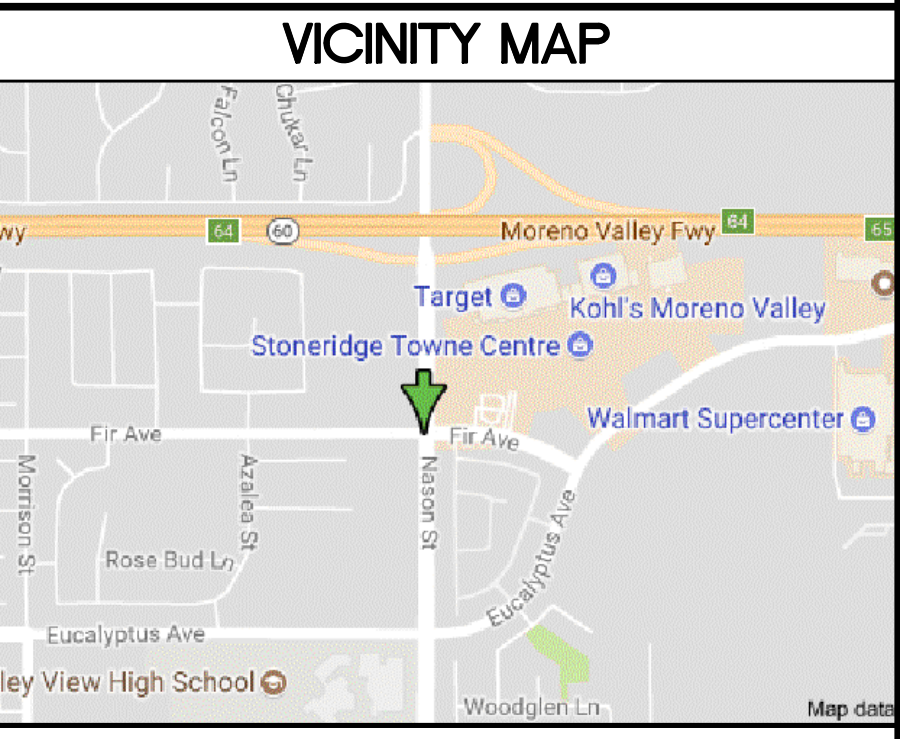 VICINITY MAP
Falcon Ln
Chukar Ln
wy
64
60
Moreno Valley Fwy
64
65
Target
Kohl's Moreno Valley
Stoneridge Towne Centre
Walmart Supercenter
Fir Ave
Fir Ave
Morrison St
Azalea St
Nason St
Rose Bud Ln
Eucalyptus Ave
Eucalyptus Ave
ley View High School
Woodglen Ln
Map data